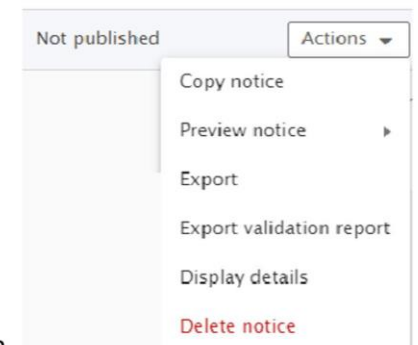 Not published Actions
Copy notice
Preview notice
Export
Export validation report
Display details
Delete notice